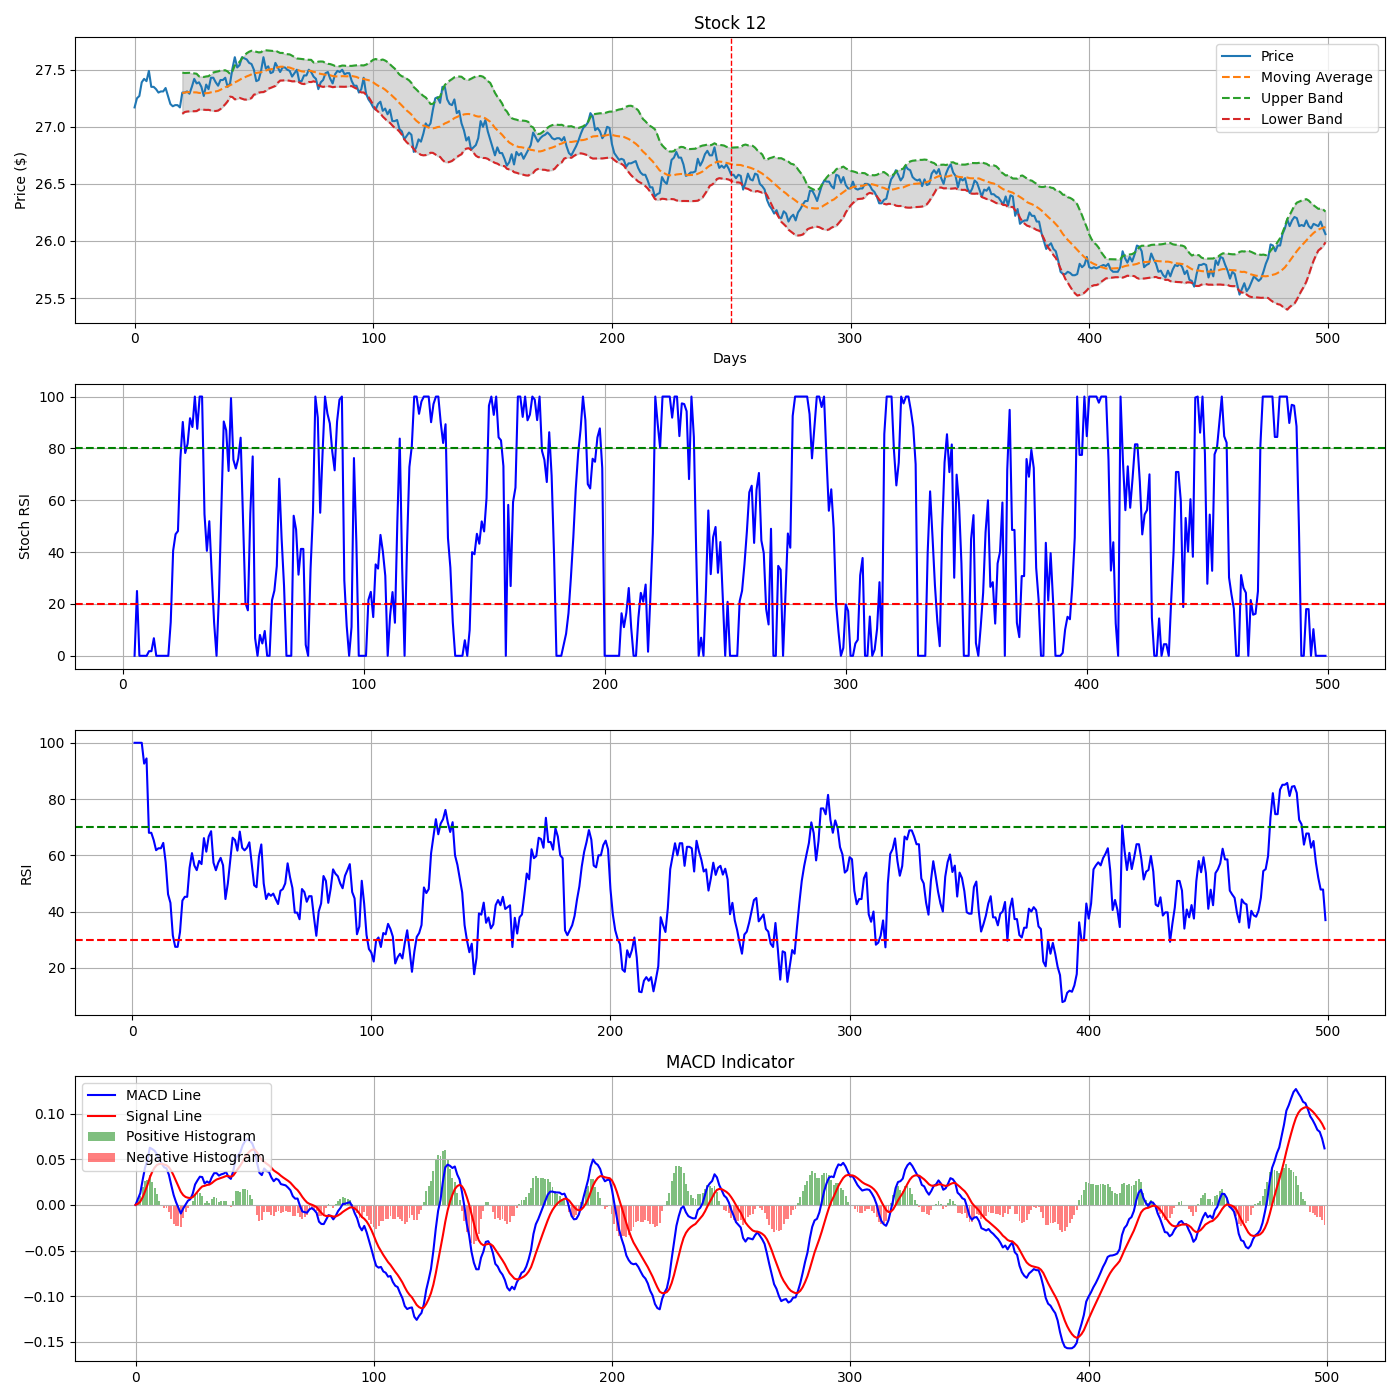 Stock 12
Price ($)
27.5
27.0
26.5
26.0
25.5
Price
Moving Average
Upper Band
Lower Band
0 100 200 300 400 500
Days
Stoch RSI
100
80
60
40
20
0
0 100 200 300 400 500
RSI
100
80
60
40
20
0 100 200 300 400 500
MACD Indicator
MACD Line
Signal Line
Positive Histogram
Negative Histogram
0.10
0.05
0.00
−0.05
−0.10
−0.15
0 100 200 300 400 500